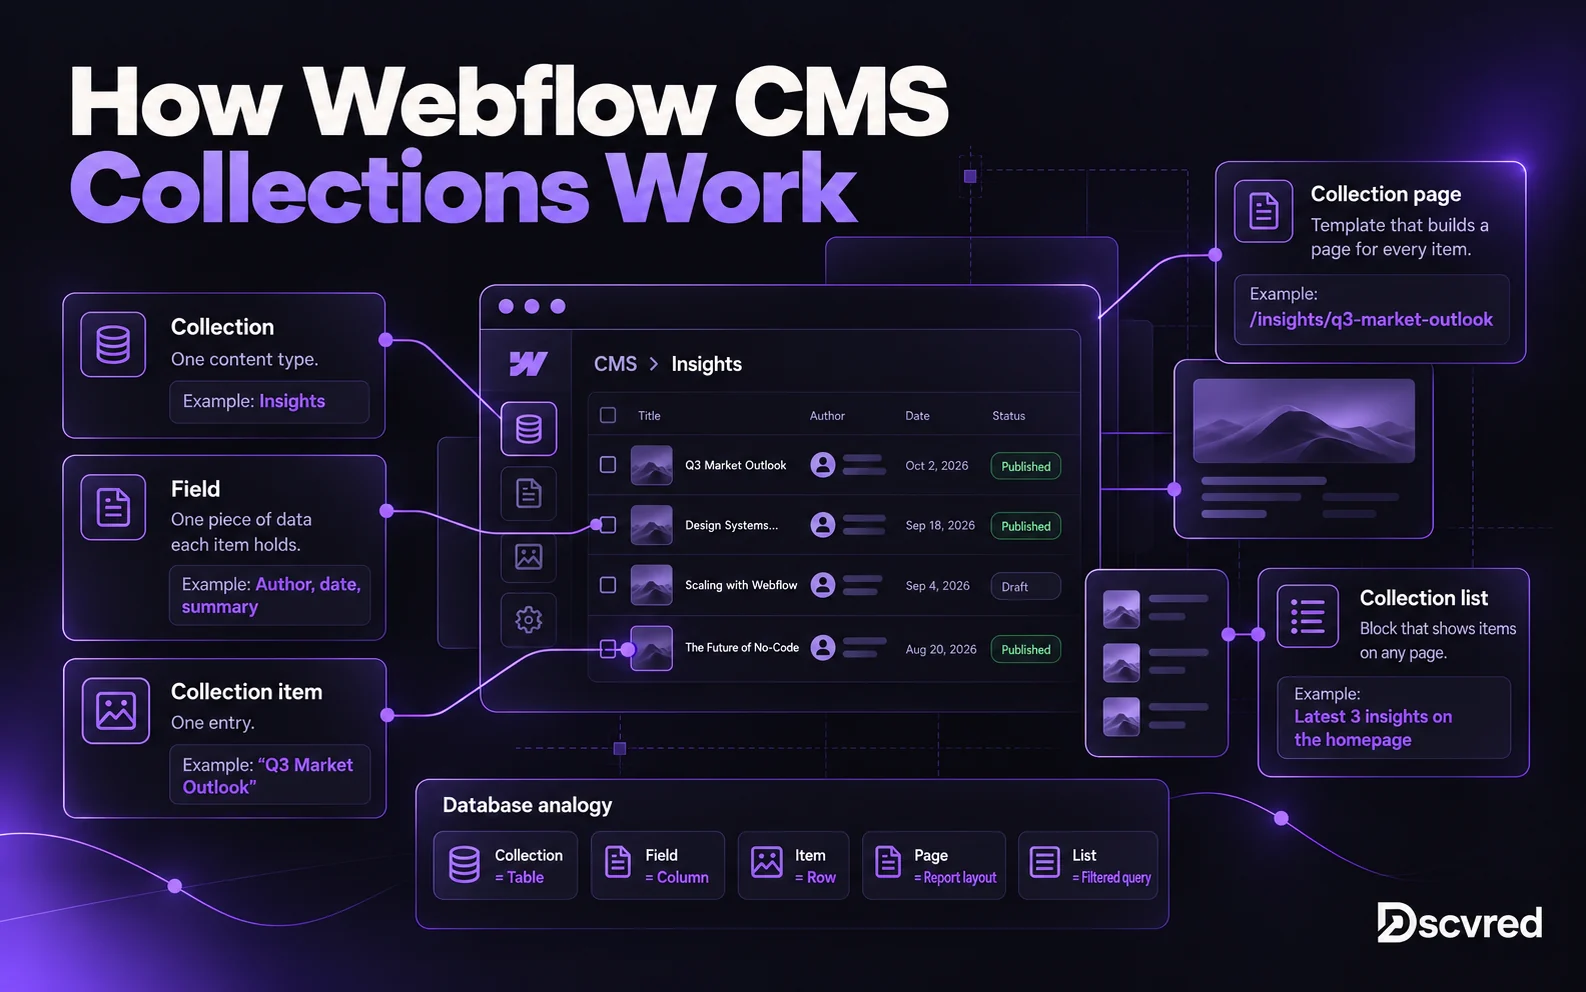 How Webflow CMS
Collections Work
Collection
One content type.
Example: Insights
Field
One piece of data
each item holds.
Example: Author, date,
summary
Collection item
One entry.
Example: “Q3 Market
Outlook”
CMS > Insights
Title Author Date Status
Q3 Market Outlook Oct 2, 2026 Published
Design Systems... Sep 18, 2026 Published
Scaling with Webflow Sep 4, 2026 Draft
The Future of No-Code Aug 20, 2026 Published
Collection page
Template that builds a
page for every item.
Example:
/insights/q3-market-outlook
Collection list
Block that shows items
on any page.
Example:
Latest 3 insights on
the homepage
Database analogy
Collection
= Table
Field
= Column
Item
= Row
Page
= Report layout
List
= Filtered query
Dscvred